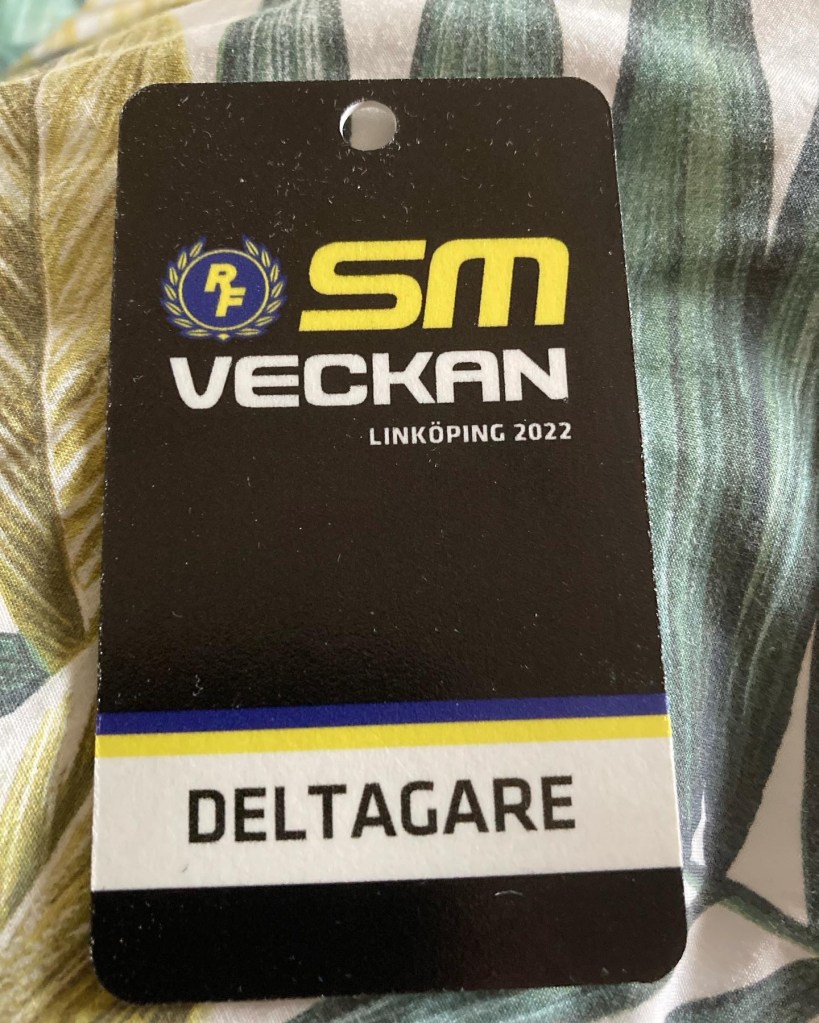 RF
SM
VECKAN
LINKÖPING 2022
DELTAGARE